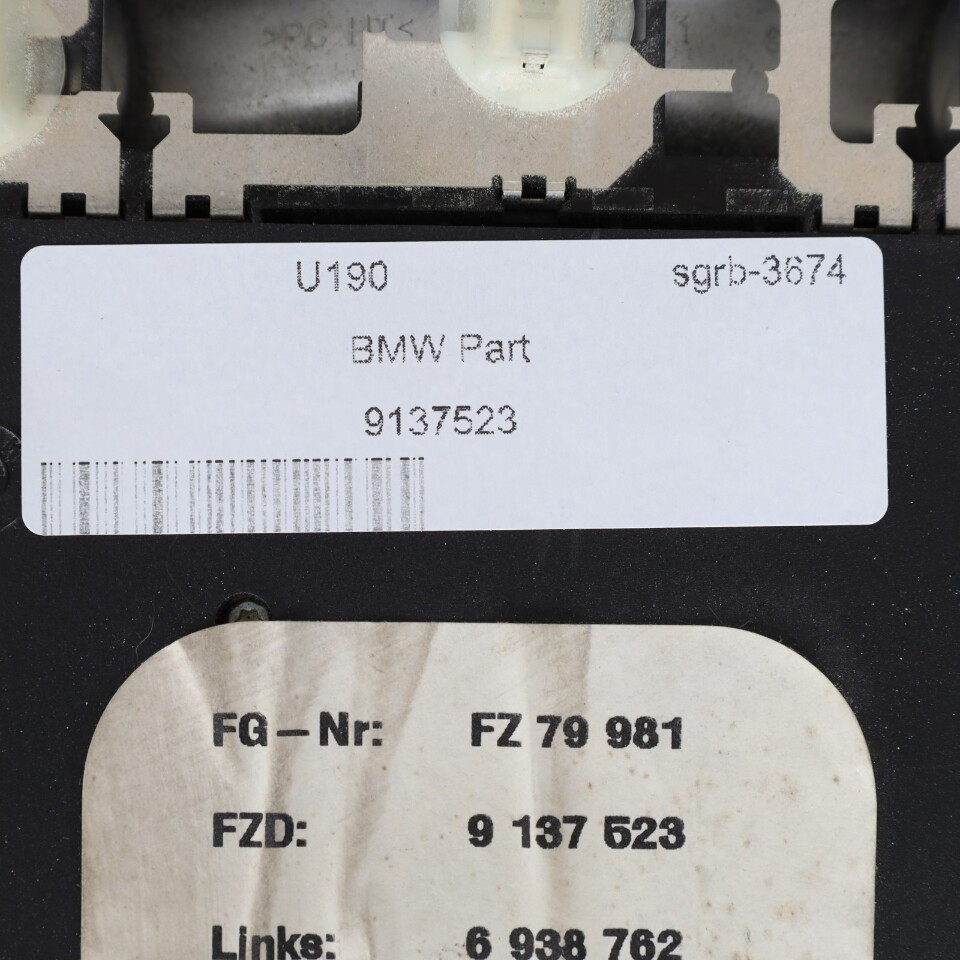 U190 sgrb-3674
BMW Part
9137523
FG-Nr: FZ 79 981
FZD: 9 137 523
Links: 6 938 762